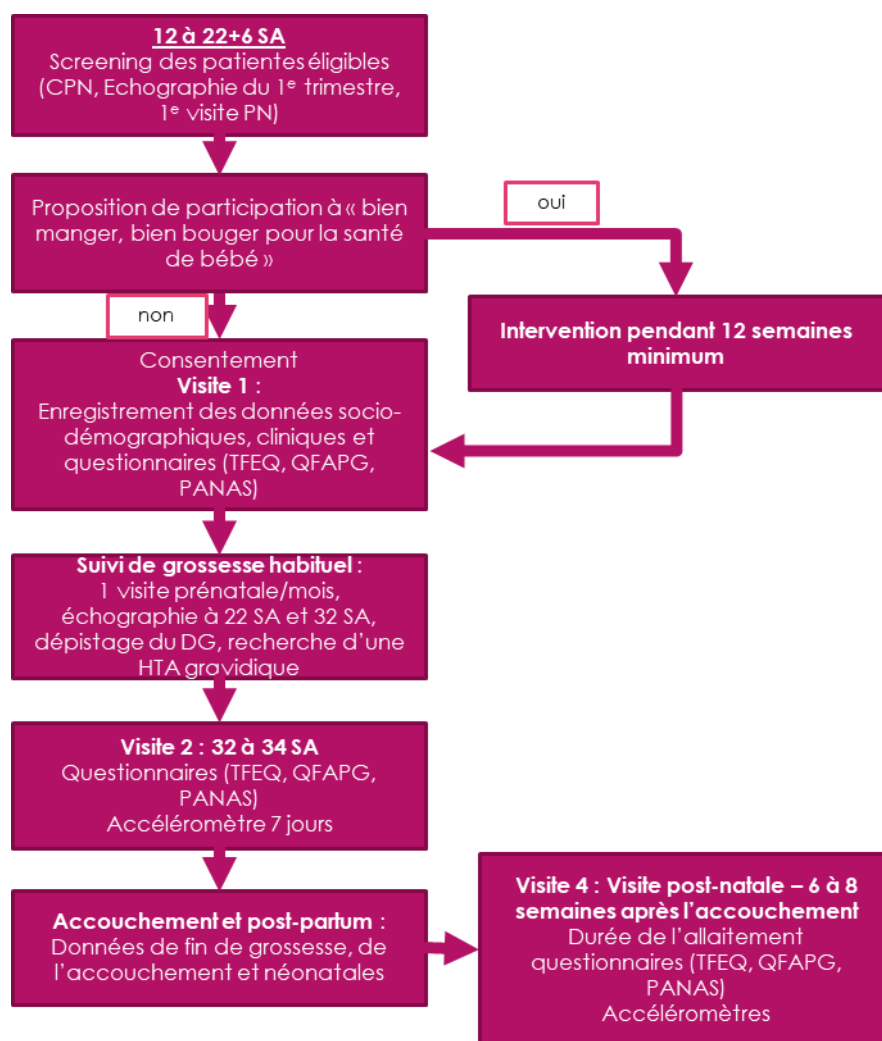 12 à 22+6 SA
Screening des patientes éligibles
(CPN, Echographie du 1e trimestre,
1e visite PN)
Proposition de participation à « bien
manger, bien bouger pour la santé
de bébé »
oui
non
Intervention pendant 12 semaines
minimum
Consentement
Visite 1 :
Enregistrement des données socio-
démographiques, cliniques et
questionnaires (TFEQ, QFAPG,
PANAS)
Suivi de grossesse habituel :
1 visite prénatale/mois,
échographie à 22 SA et 32 SA,
dépistage du DG, recherche d’une
HTA gravidique
Visite 2 : 32 à 34 SA
Questionnaires (TFEQ, QFAPG,
PANAS)
Accéléromètre 7 jours
Accouchement et post-partum :
Données de fin de grossesse, de
l’accouchement et néonatales
Visite 4 : Visite post-natale – 6 à 8
semaines après l’accouchement
Durée de l’allaitement
questionnaires (TFEQ, QFAPG,
PANAS)
Accéléromètres